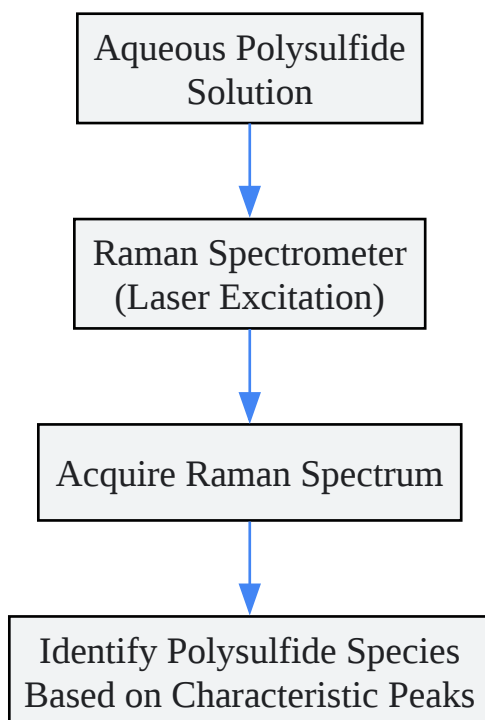 Aqueous Polysulfide
Solution
Raman Spectrometer
(Laser Excitation)
Acquire Raman Spectrum
Identify Polysulfide Species
Based on Characteristic Peaks